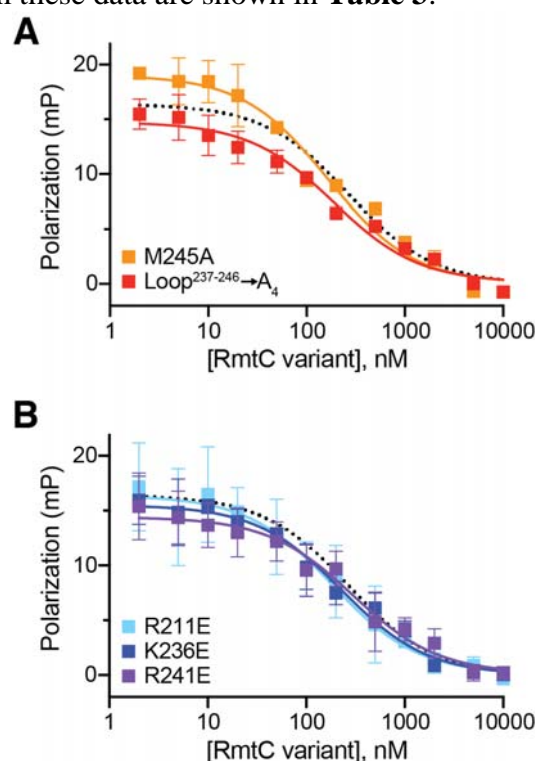 these data are shown in Table 3.
A
20
10
0
Polarization (mP)
M245A
Loop237-246→A4
1 10 100 1000 10000
[RmtC variant], nM
B
20
10
0
Polarization (mP)
R211E
K236E
R241E
1 10 100 1000 10000
[RmtC variant], nM